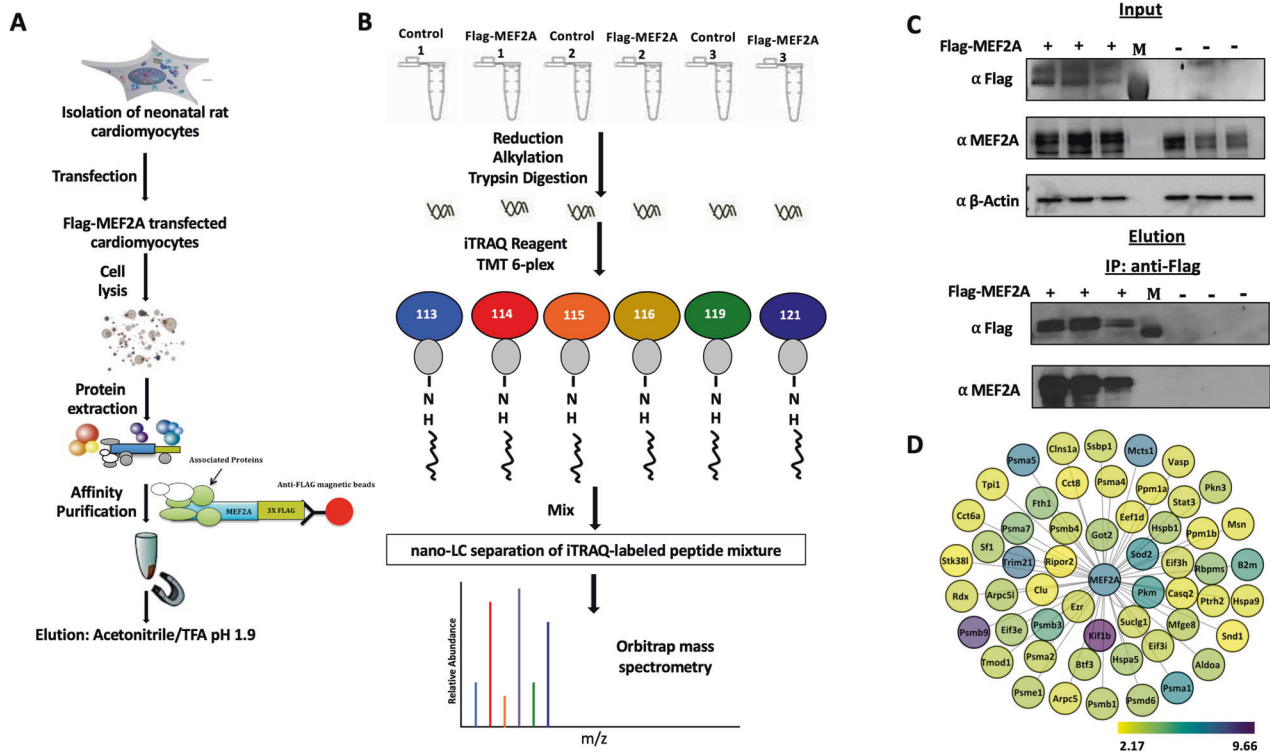 A
Isolation of neonatal rat
cardiomyocytes
Transfection
Flag-MEF2A transfected
cardiomyocytes
Cell
lysis
Protein
extraction
Associated Proteins
Anti-FLAG magnetic beads
Affinity
Purification
MEF2A
3X FLAG
Elution: Acetonitrile/TFA pH 1.9
B
Control
1
Flag-MEF2A
1
Control
2
Flag-MEF2A
2
Control
3
Flag-MEF2A
3
Reduction
Alkylation
Trypsin Digestion
iTRAQ Reagent
TMT 6-plex
113 114 115 116 119 121
N N N N N N
H H H H H H
Mix
nano-LC separation of iTRAQ-labeled peptide mixture
Relative Abundance
Orbitrap mass
spectrometry
m/z
C
Input
Flag-MEF2A + + + M - - -
α Flag
α MEF2A
α β-Actin
Elution
IP: anti-Flag
Flag-MEF2A + + + M - - -
α Flag
α MEF2A
D
Clns1a
Ssbp1
Mcts1
Psma5
Vasp
Tpi1
Cct8
Psma4
Ppm1a
Pkn3
Fth1
Stat3
Cct6a
Psma7
Psmb4
Got2
Eef1d
Hspb1
Ppm1b
Msn
Sf1
Sod2
Stk38l
Trim21
Ripor2
Eif3h
Rbpms
B2m
MEF2A
Rdx
Arpc5l
Clu
Pkm
Casq2
Ptrh2
Hspa9
Ezr
Psmb9
Eif3e
Psmb3
Kif1b
Suclg1
Mfge8
Snd1
Tmod1
Psma2
Btf3
Hspa5
Eif3i
Aldoa
Psme1
Arpc5
Psmb1
Psmd6
Psma1
2.17 9.66